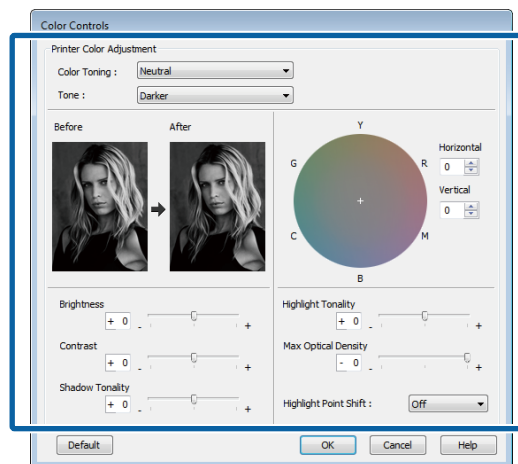 Color Controls
Printer Color Adjustment
Color Toning : Neutral
Tone : Darker
Before After
Y
G R
C M
B
Horizontal
0
Vertical
0
Brightness
+ 0 - +
Contrast
+ 0 - +
Shadow Tonality
+ 0 - +
Highlight Tonality
+ 0 - +
Max Optical Density
- 0 - +
Highlight Point Shift : Off
Default OK Cancel Help